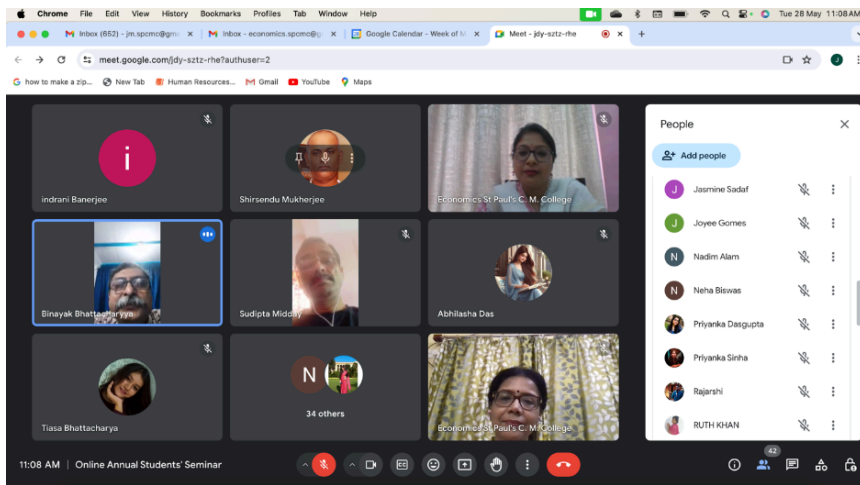 Chrome File Edit View History Bookmarks Profiles Tab Window Help Tue 28 May 11:08AM
Inbox (652) - jm.spcmc@gm Inbox - economics.spcmc@g Google Calendar - Week of M Meet - jdy-sztz-rhe
meet.google.com/jdy-sztz-rhe?authuser=2
how to make a zip... New Tab Human Resources... Gmail YouTube Maps
i
indrani Banerjee
Shirsendu Mukherjee
Economics St Paul's C. M. College
Binayak Bhattacharyya
Sudipta Midday
Abhilasha Das
Tiasa Bhattacharya
N
34 others
Economics St Paul's C. M. College
People
Add people
J Jasmine Sadaf
J Joyee Gomes
N Nadim Alam
N Neha Biswas
Priyanka Dasgupta
Priyanka Sinha
Rajarshi
RUTH KHAN
11:08 AM | Online Annual Students' Seminar
CC
42